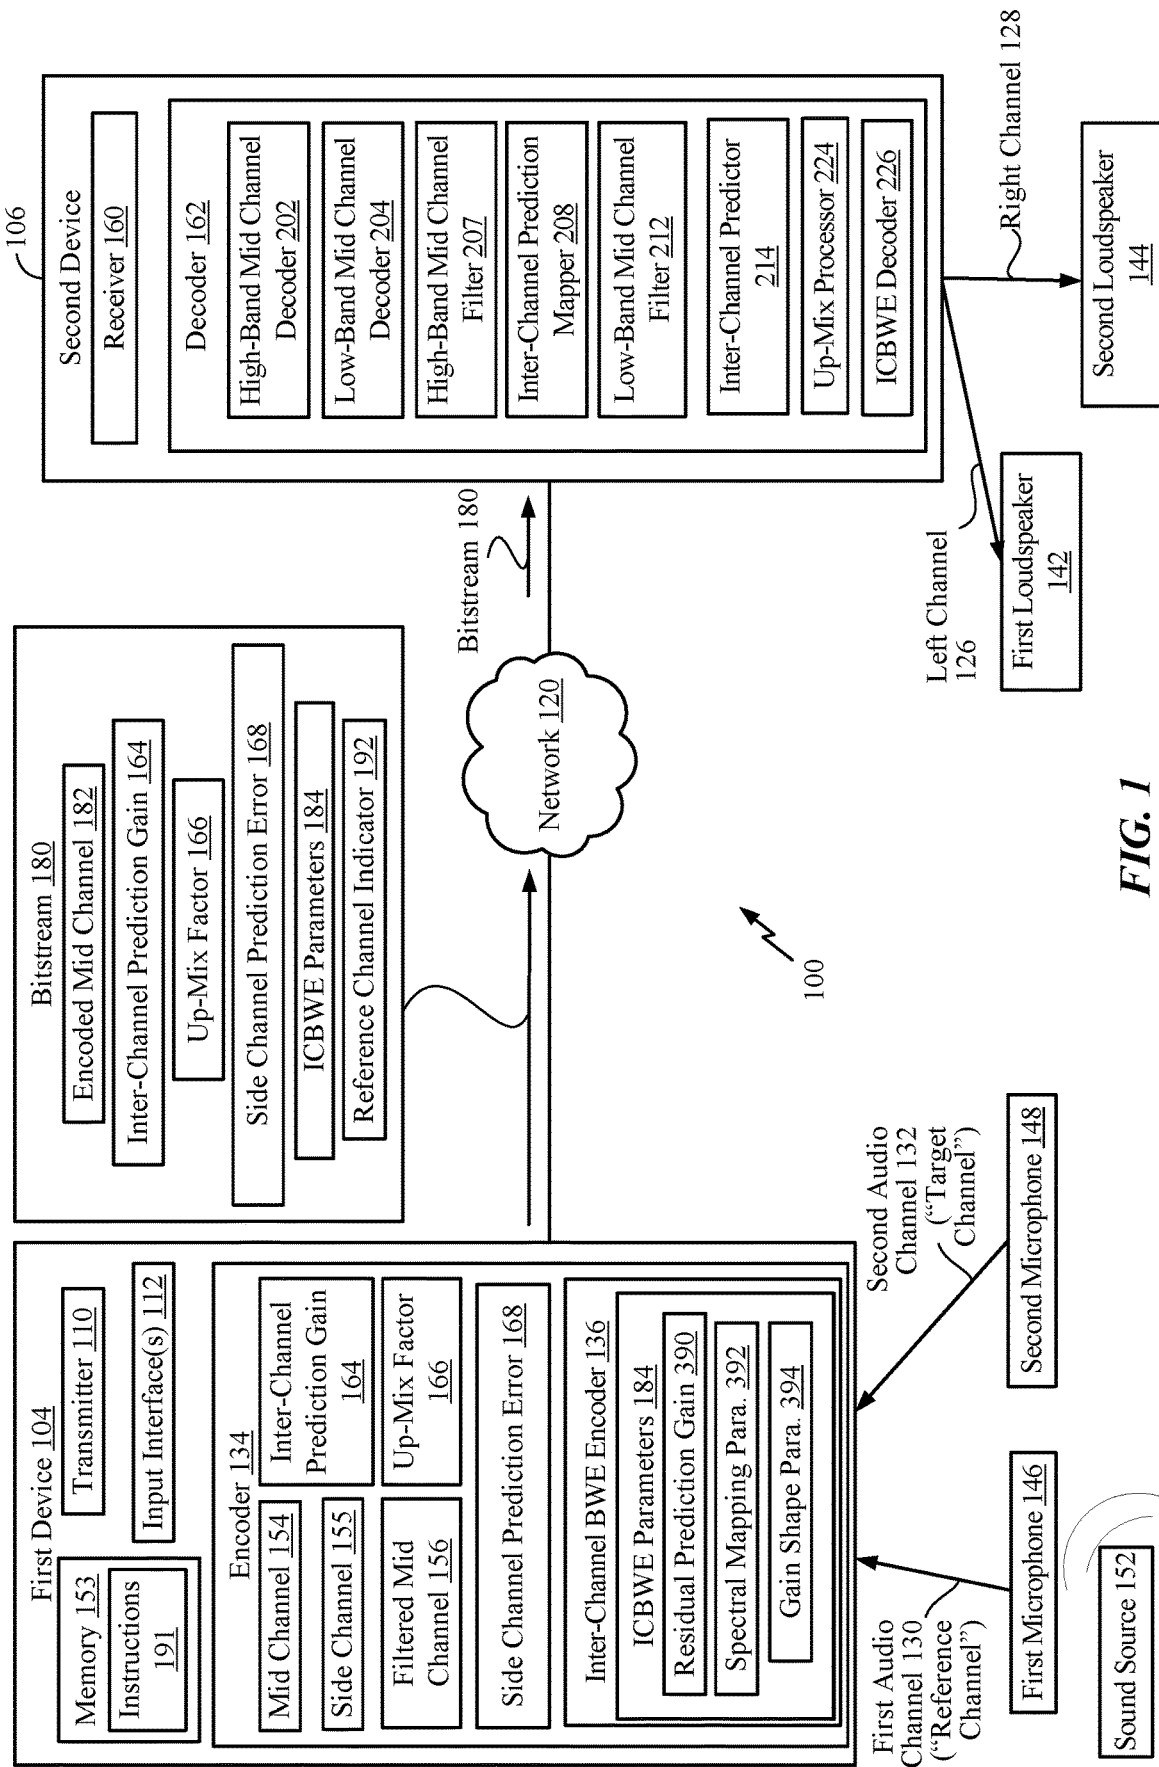 First Device 104
Memory 153
Instructions
191
Transmitter 110
Input Interface(s) 112
Encoder 134
Mid Channel 154
Side Channel 155
Inter-Channel
Prediction Gain
164
Filtered Mid
Channel 156
Up-Mix Factor
166
Side Channel Prediction Error 168
Inter-Channel BWE Encoder 136
ICBWE Parameters 184
Residual Prediction Gain 390
Spectral Mapping Para. 392
Gain Shape Para. 394
First Audio
Channel 130
(“Reference
Channel”)
Second Audio
Channel 132
(“Target
Channel”)
First Microphone 146
Second Microphone 148
Sound Source 152
Bitstream 180
Encoded Mid Channel 182
Inter-Channel Prediction Gain 164
Up-Mix Factor 166
Side Channel Prediction Error 168
ICBWE Parameters 184
Reference Channel Indicator 192
Network 120
Bitstream 180
100
106
Second Device
Receiver 160
Decoder 162
High-Band Mid Channel
Decoder 202
Low-Band Mid Channel
Decoder 204
High-Band Mid Channel
Filter 207
Inter-Channel Prediction
Mapper 208
Low-Band Mid Channel
Filter 212
Inter-Channel Predictor
214
Up-Mix Processor 224
ICBWE Decoder 226
Left Channel
126
Right Channel 128
First Loudspeaker
142
Second Loudspeaker
144
FIG. 1